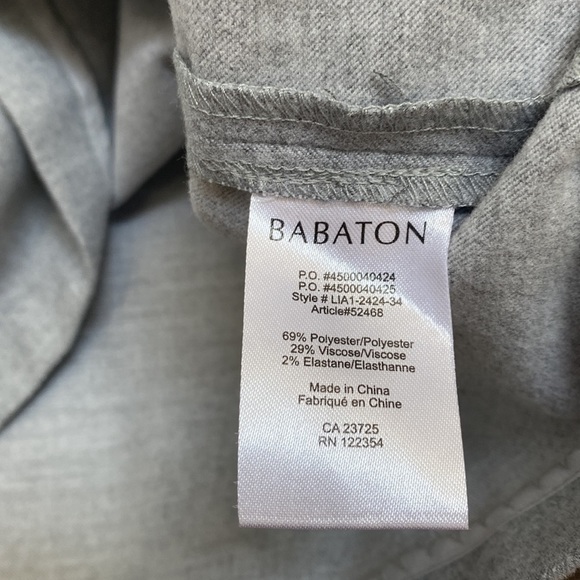 BABATON
P.O. #4500040424
P.O. #4500040425
Style # LIA1-2424-34
Article#52468
69% Polyester/Polyester
29% Viscose/Viscose
2% Elastane/Elasthanne
Made in China
Fabriqué en Chine
CA 23725
RN 122354